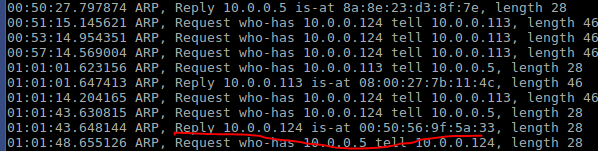 00:50:27.797874 ARP, Reply 10.0.0.5 is-at 8a:8e:23:d3:8f:7e, length 28
00:51:15.145621 ARP, Request who-has 10.0.0.124 tell 10.0.0.113, length 46
00:53:14.954351 ARP, Request who-has 10.0.0.124 tell 10.0.0.113, length 46
00:57:14.569004 ARP, Request who-has 10.0.0.124 tell 10.0.0.113, length 46
01:01:01.623156 ARP, Request who-has 10.0.0.113 tell 10.0.0.5, length 28
01:01:01.647413 ARP, Reply 10.0.0.113 is-at 08:00:27:7b:11:4c, length 46
01:01:14.204165 ARP, Request who-has 10.0.0.124 tell 10.0.0.113, length 46
01:01:43.630815 ARP, Request who-has 10.0.0.124 tell 10.0.0.5, length 28
01:01:43.648144 ARP, Reply 10.0.0.124 is-at 00:50:56:9f:5a:33, length 28
01:01:48.655126 ARP, Request who-has 10.0.0.5 tell 10.0.0.124, length 28